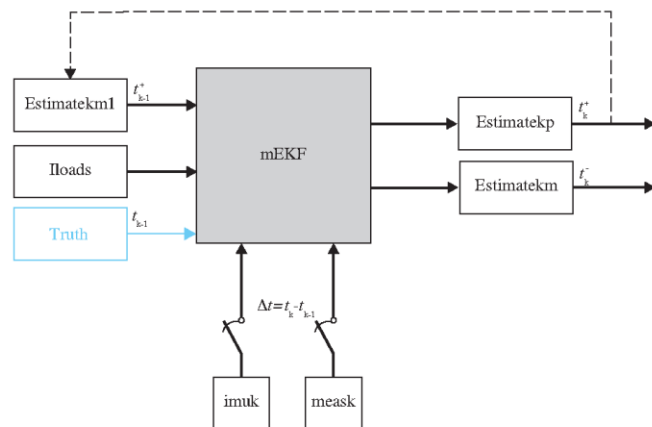 Estimatekm1
t⁺ₖ₋₁
Iloads
Truth
tₖ₋₁
mEKF
Estimatekp
t⁺ₖ
Estimatekm
t⁻ₖ
Δt=tₖ-tₖ₋₁
imuk
meask